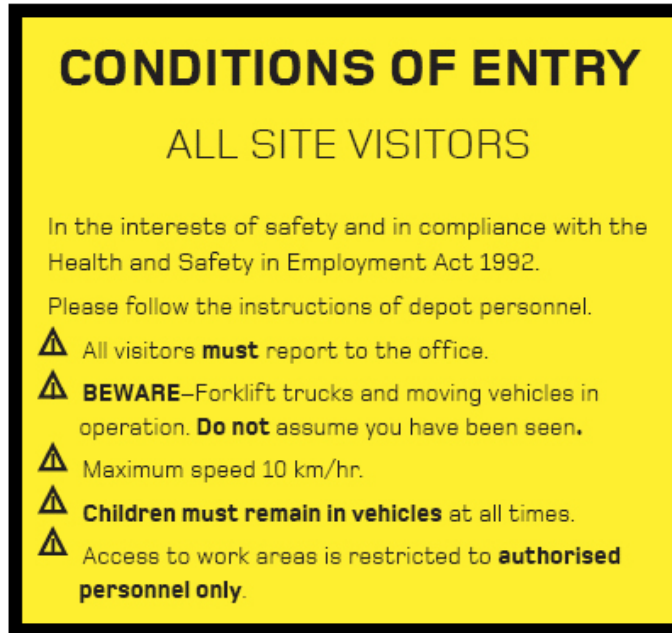 CONDITIONS OF ENTRY
ALL SITE VISITORS
In the interests of safety and in compliance with the
Health and Safety in Employment Act 1992.
Please follow the instructions of depot personnel.
All visitors must report to the office.
BEWARE–Forklift trucks and moving vehicles in
operation. Do not assume you have been seen.
Maximum speed 10 km/hr.
Children must remain in vehicles at all times.
Access to work areas is restricted to authorised
personnel only.